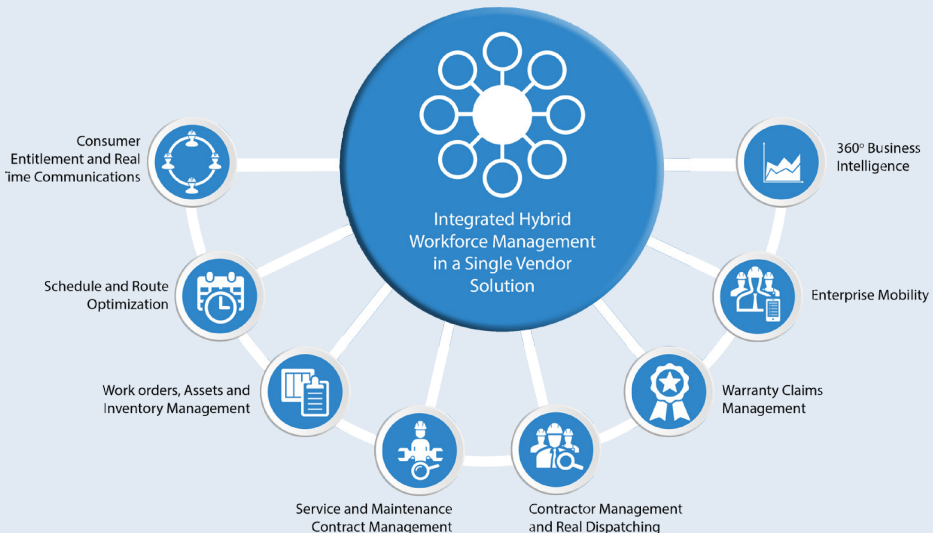 Integrated Hybrid
Workforce Management
in a Single Vendor
Solution
Consumer
Entitlement and Real
Time Communications
Schedule and Route
Optimization
Work orders, Assets and
Inventory Management
Service and Maintenance
Contract Management
Contractor Management
and Real Dispatching
Warranty Claims
Management
Enterprise Mobility
360° Business
Intelligence